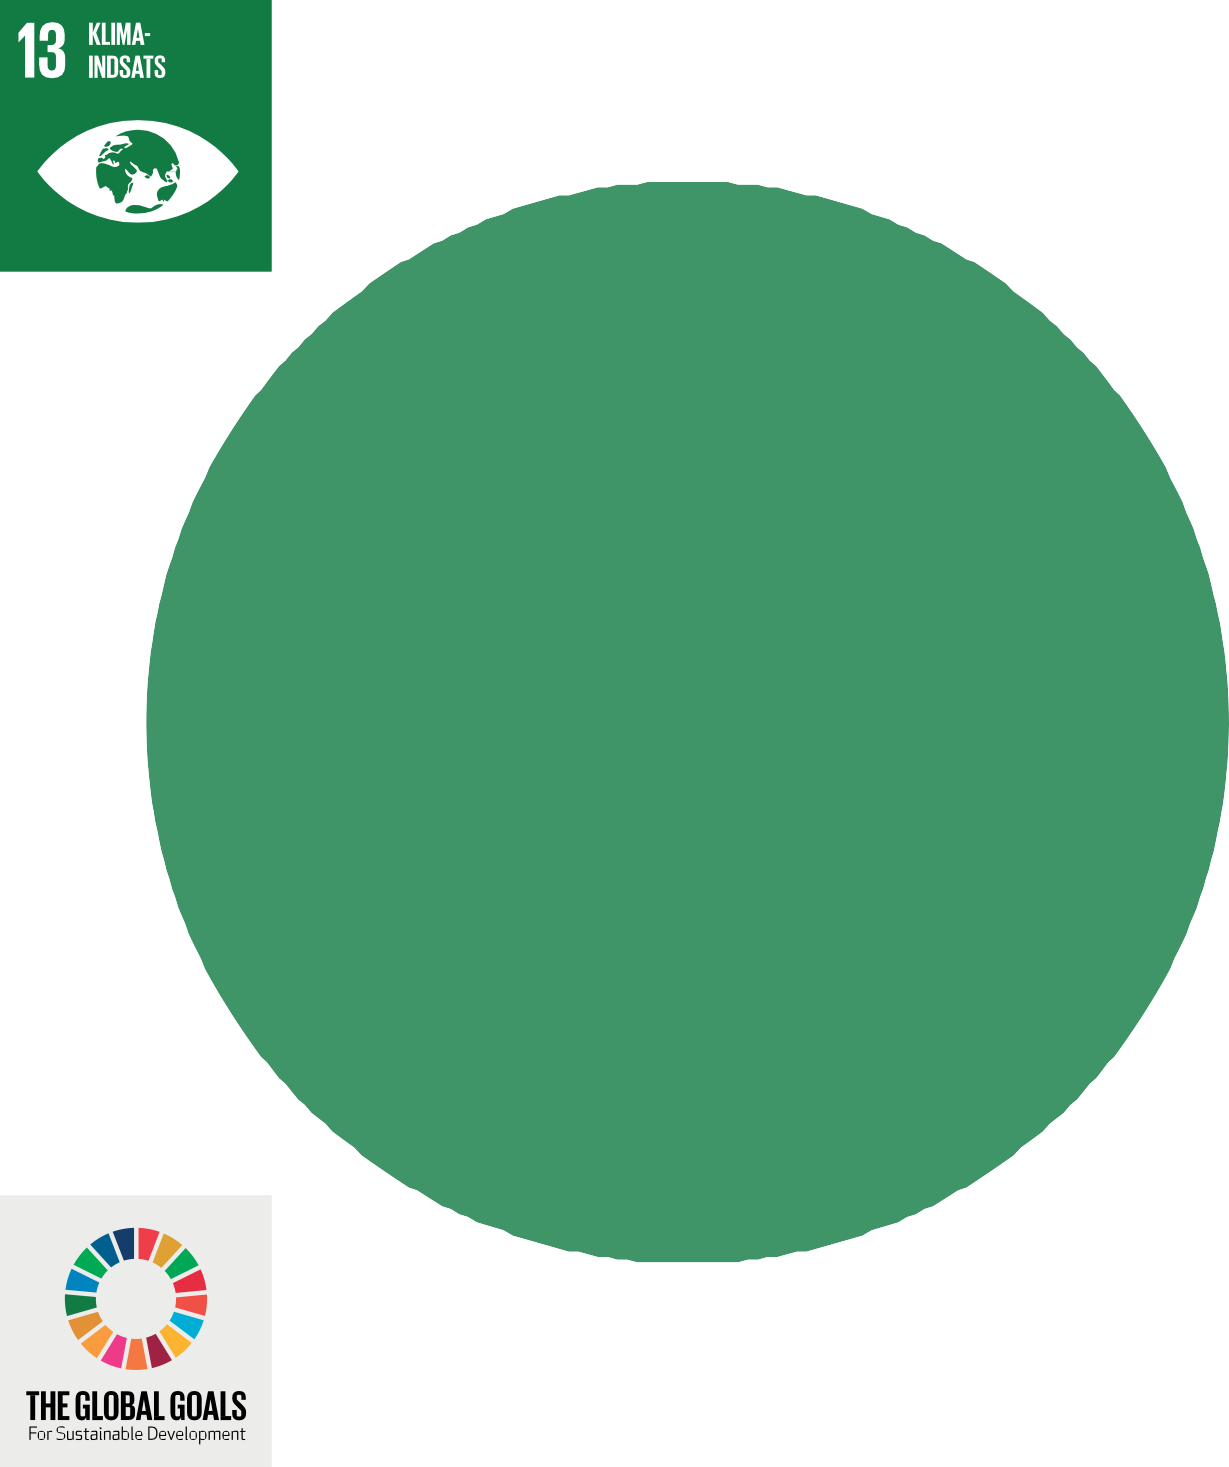 13 KLIMA-
INDSATS
THE GLOBAL GOALS
For Sustainable Development